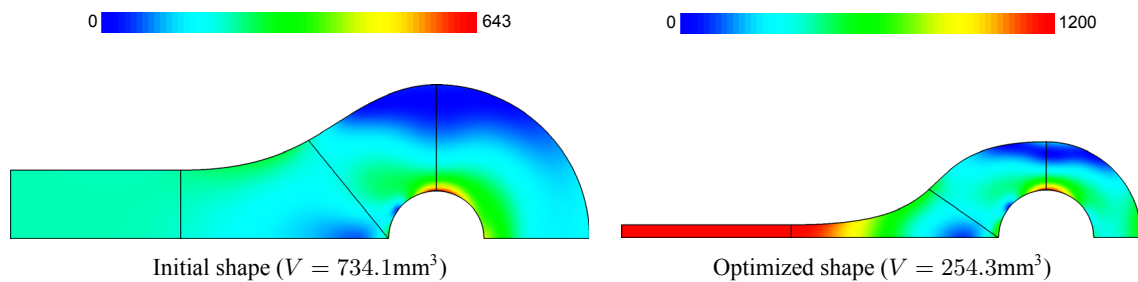 0 643
0 1200
Initial shape (V = 734.1mm³)
Optimized shape (V = 254.3mm³)